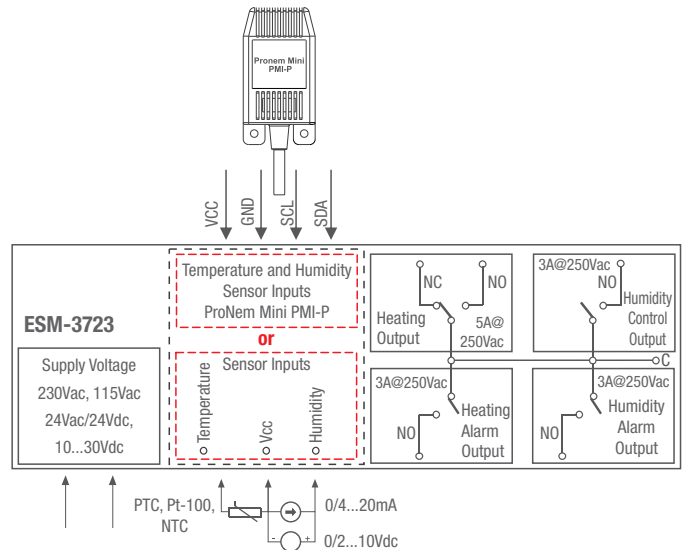 Pronem Mini
PMI-P
VCC
GND
SCL
SDA
ESM-3723
Supply Voltage
230Vac, 115Vac
24Vac/24Vdc,
10...30Vdc
Temperature and Humidity
Sensor Inputs
ProNem Mini PMI-P
or
Sensor Inputs
Temperature
Vcc
Humidity
NC
NO
Heating
Output
5A@
250Vac
3A@250Vac
NO
Humidity
Control
Output
C
3A@250Vac
NO
Heating
Alarm
Output
3A@250Vac
NO
Humidity
Alarm
Output
PTC, Pt-100,
NTC
0/4...20mA
- +
0/2...10Vdc